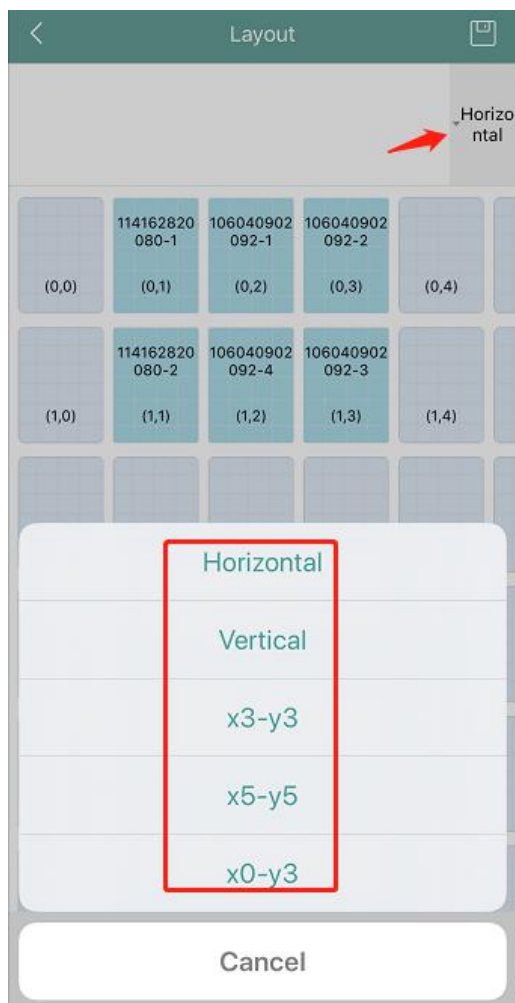 Layout
Horizo
ntal
114162820 106040902 106040902
080-1 092-1 092-2
(0,0) (0,1) (0,2) (0,3) (0,4)
114162820 106040902 106040902
080-2 092-4 092-3
(1,0) (1,1) (1,2) (1,3) (1,4)
Horizontal
Vertical
x3-y3
x5-y5
x0-y3
Cancel